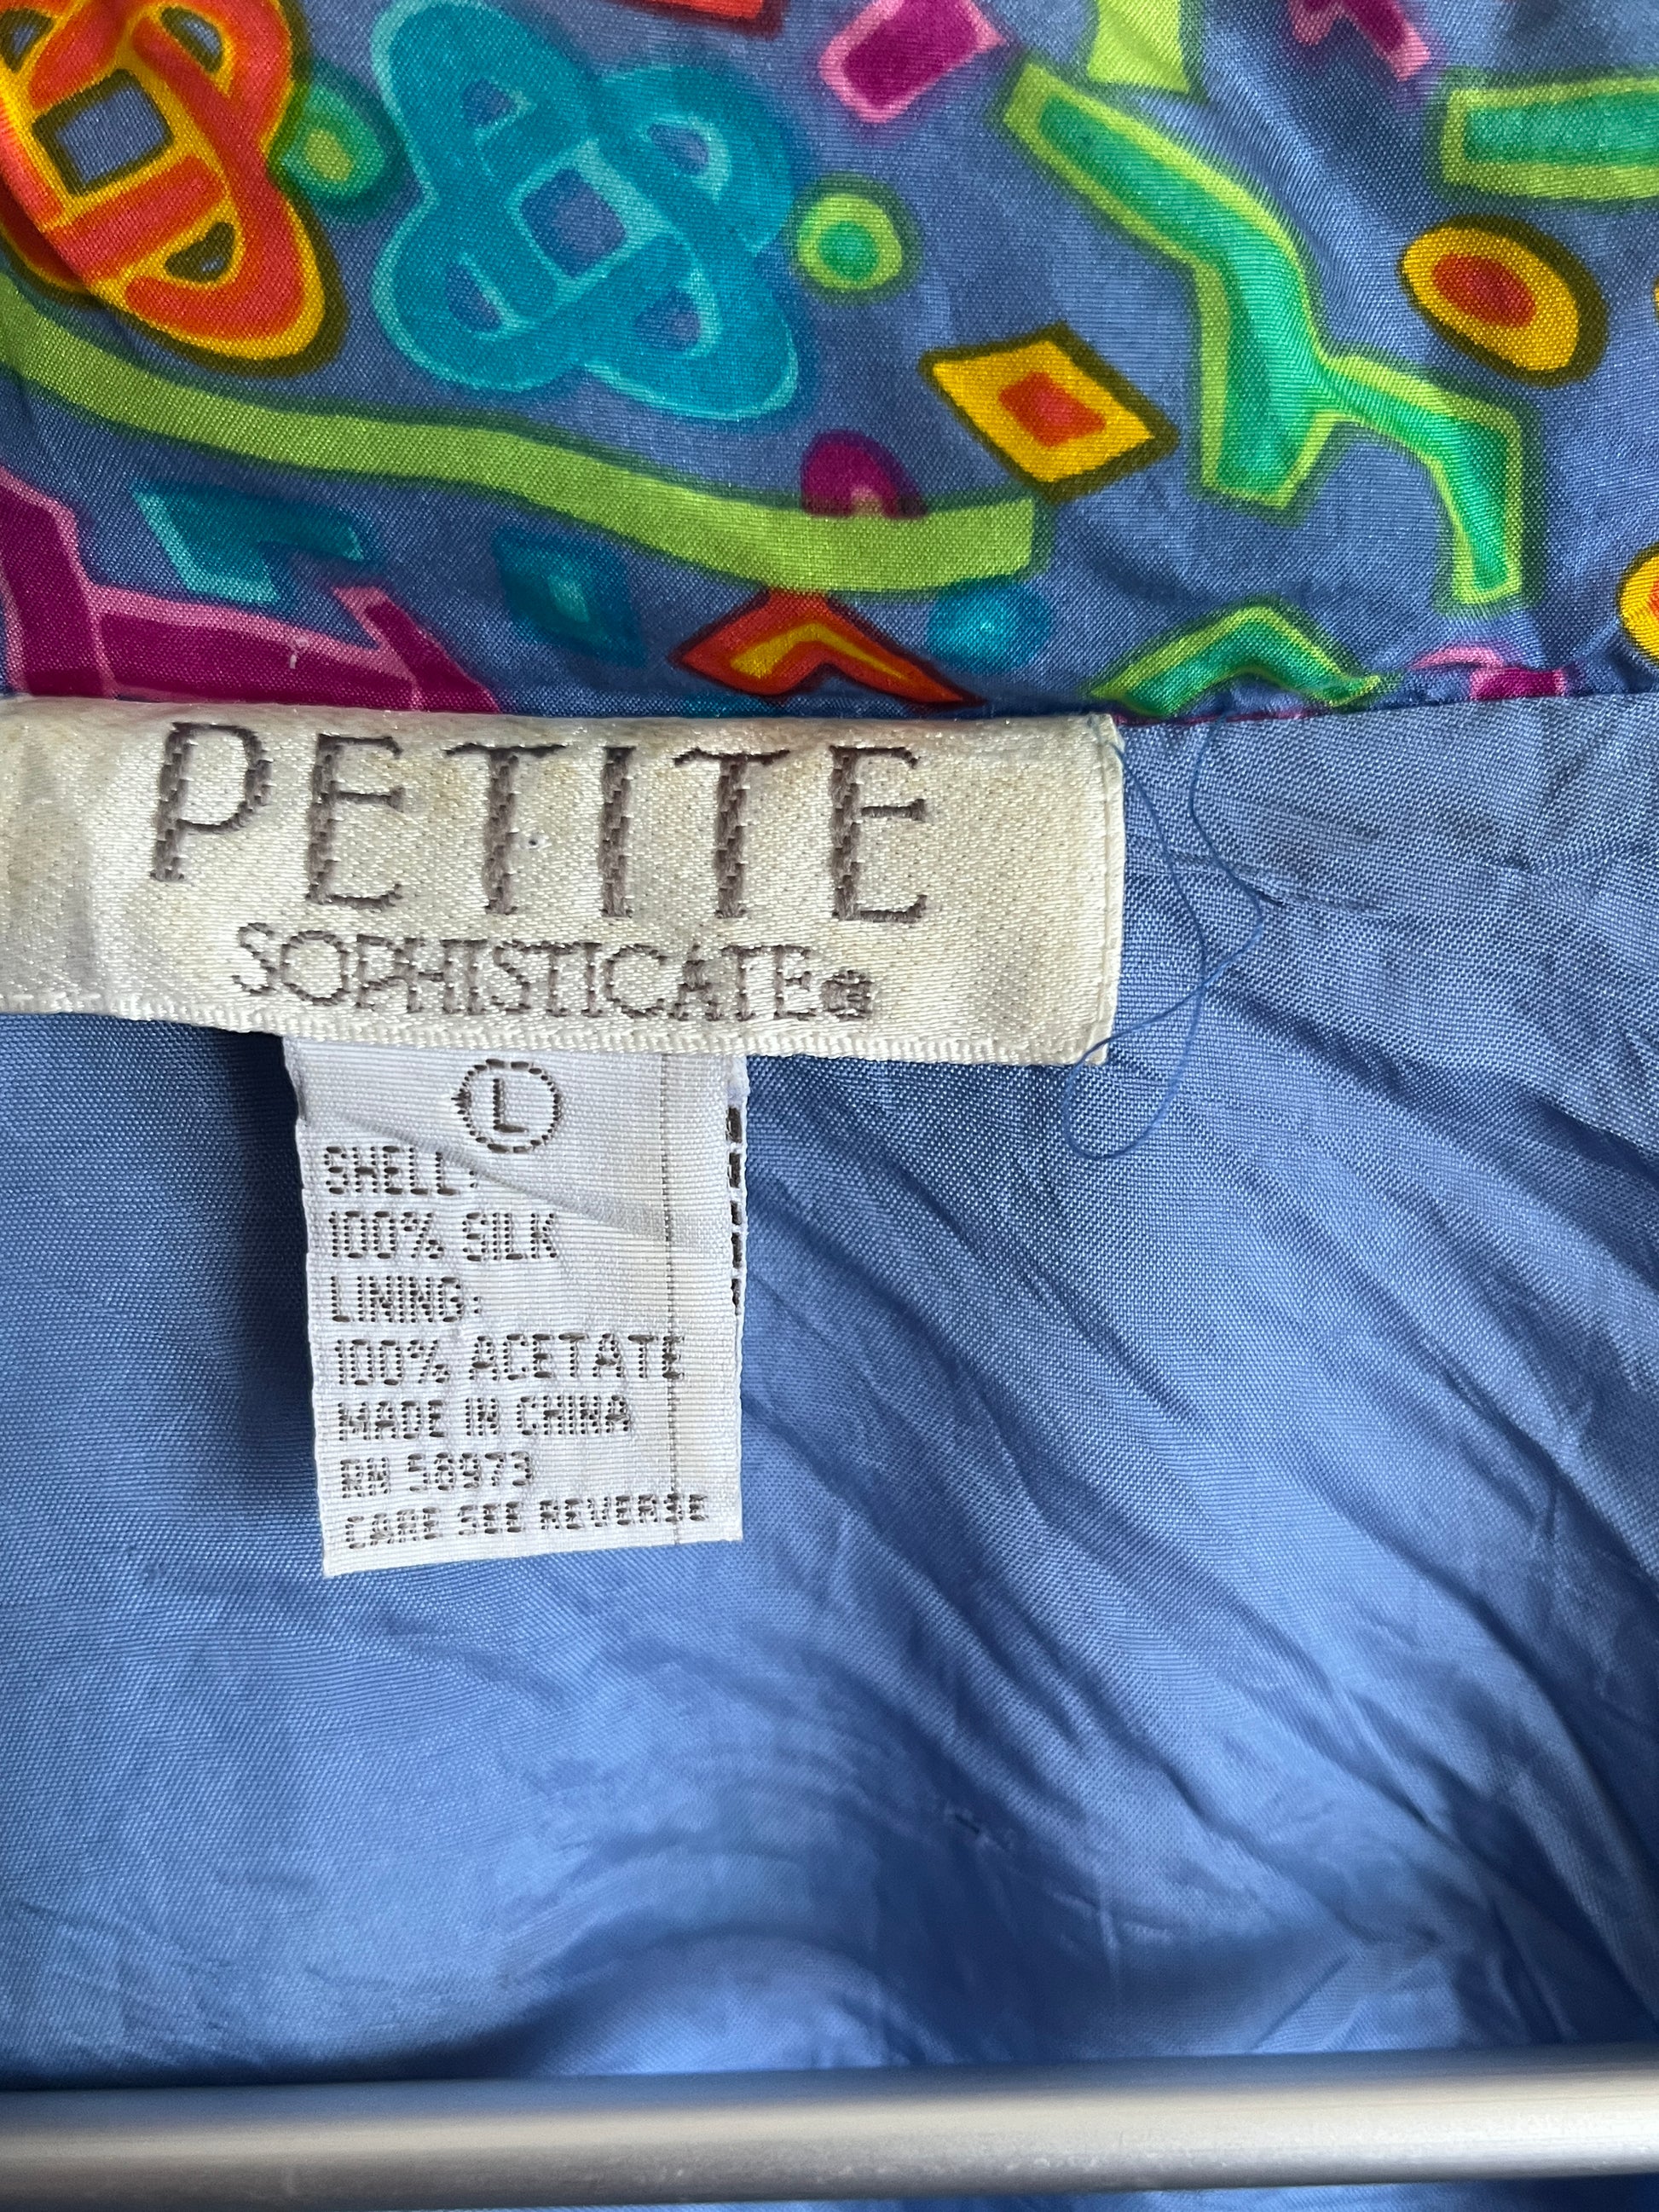 PETITE
SOPHISTICATE®
L
SHELL:
100% SILK
LINING:
100% ACETATE
MADE IN CHINA
RN 58973
CARE SEE REVERSE